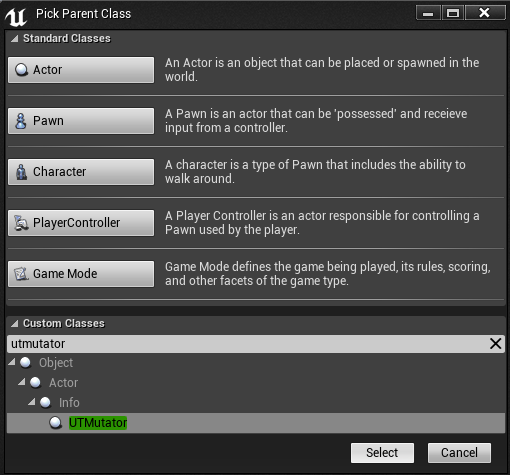 Pick Parent Class
Standard Classes
Actor
An Actor is an object that can be placed or spawned in the
world.
Pawn
A Pawn is an actor that can be 'possessed' and receieve
input from a controller.
Character
A character is a type of Pawn that includes the ability to
walk around.
PlayerController
A Player Controller is an actor responsible for controlling a
Pawn used by the player.
Game Mode
Game Mode defines the game being played, its rules, scoring,
and other facets of the game type.
Custom Classes
utmutator
Object
Actor
Info
UTMutator
Select
Cancel